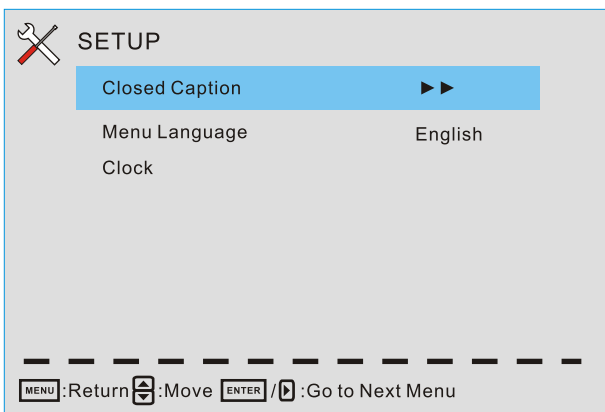 SETUP
Closed Caption ►►
Menu Language English
Clock
MENU :Return :Move ENTER / :Go to Next Menu